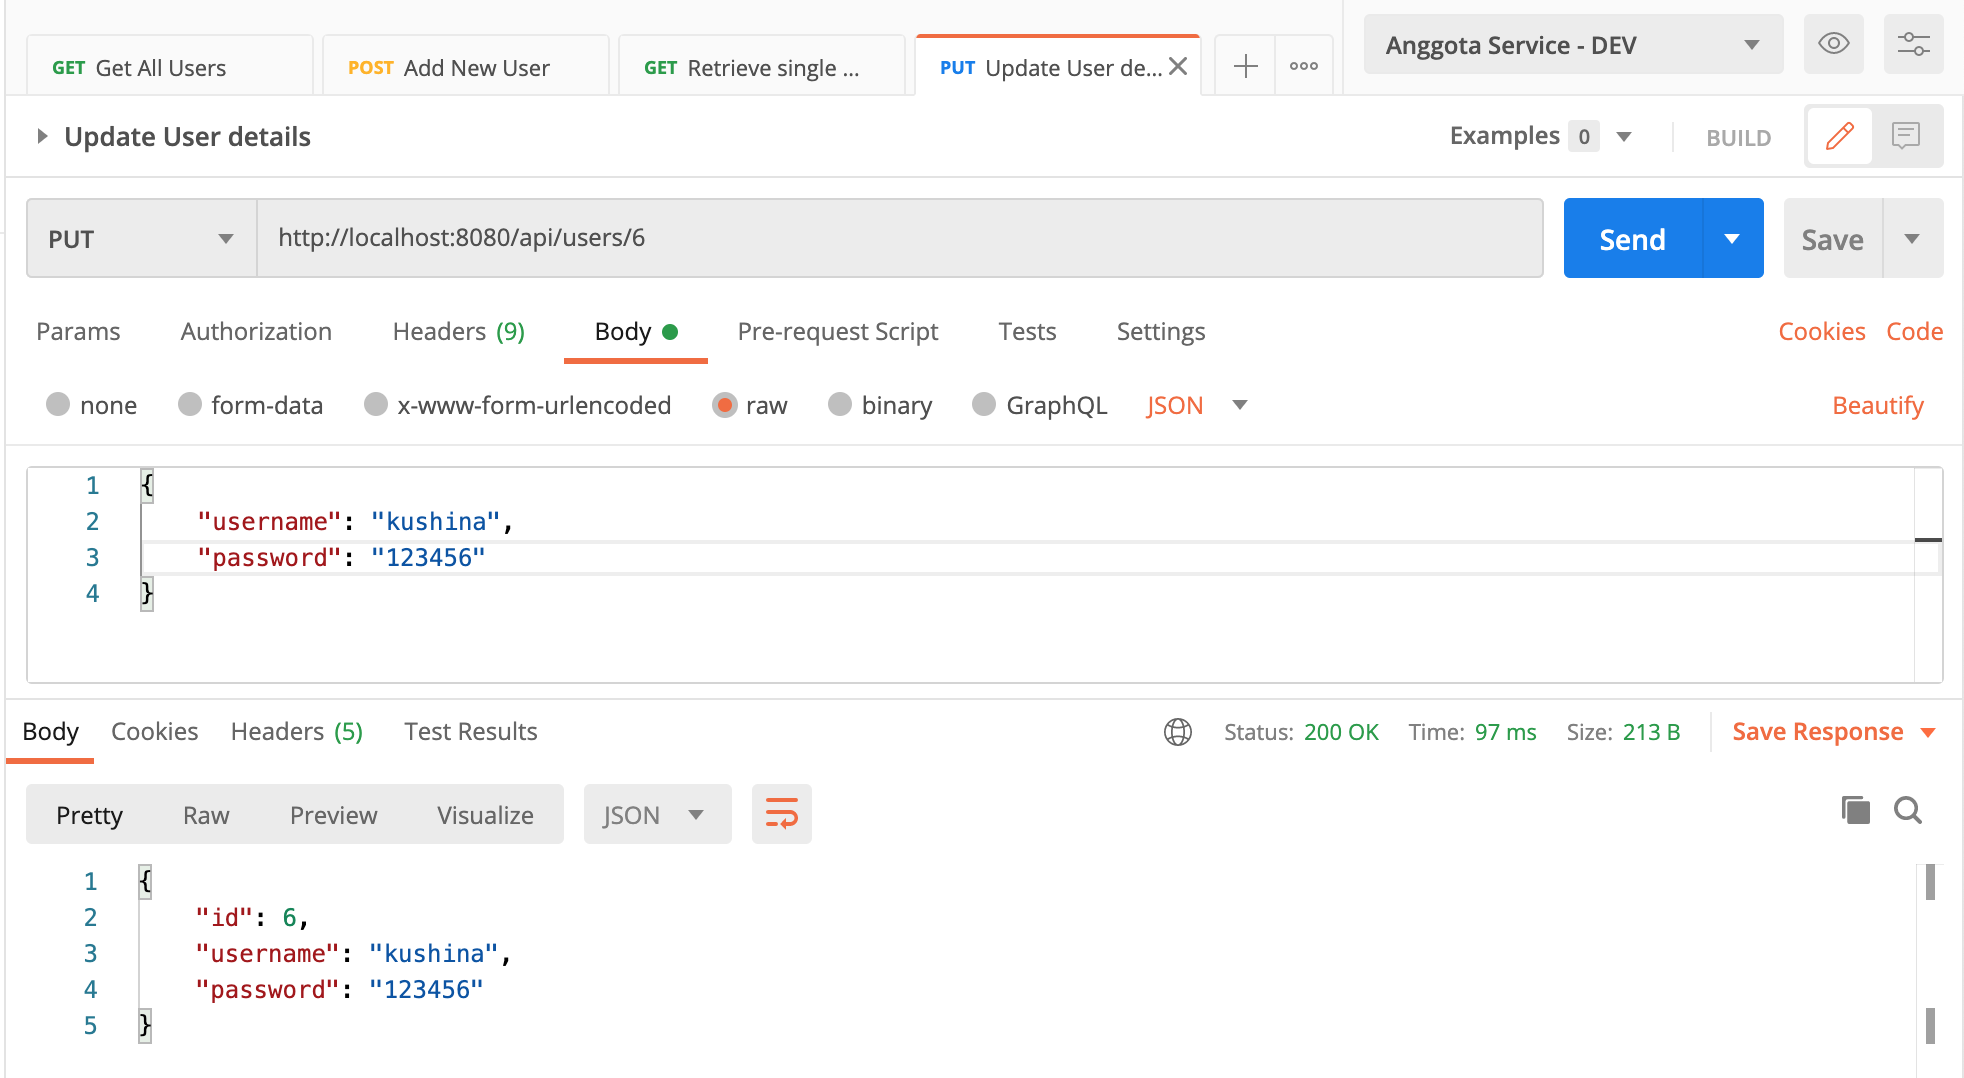 GET Get All Users POST Add New User GET Retrieve single ... PUT Update User de... Anggota Service - DEV
Update User details Examples 0 BUILD
PUT http://localhost:8080/api/users/6 Send Save
Params Authorization Headers (9) Body Pre-request Script Tests Settings Cookies Code
none form-data x-www-form-urlencoded raw binary GraphQL JSON Beautify
1 {
2 "username": "kushina",
3 "password": "123456"
4 }
Body Cookies Headers (5) Test Results Status: 200 OK Time: 97 ms Size: 213 B Save Response
Pretty Raw Preview Visualize JSON
1 {
2 "id": 6,
3 "username": "kushina",
4 "password": "123456"
5 }